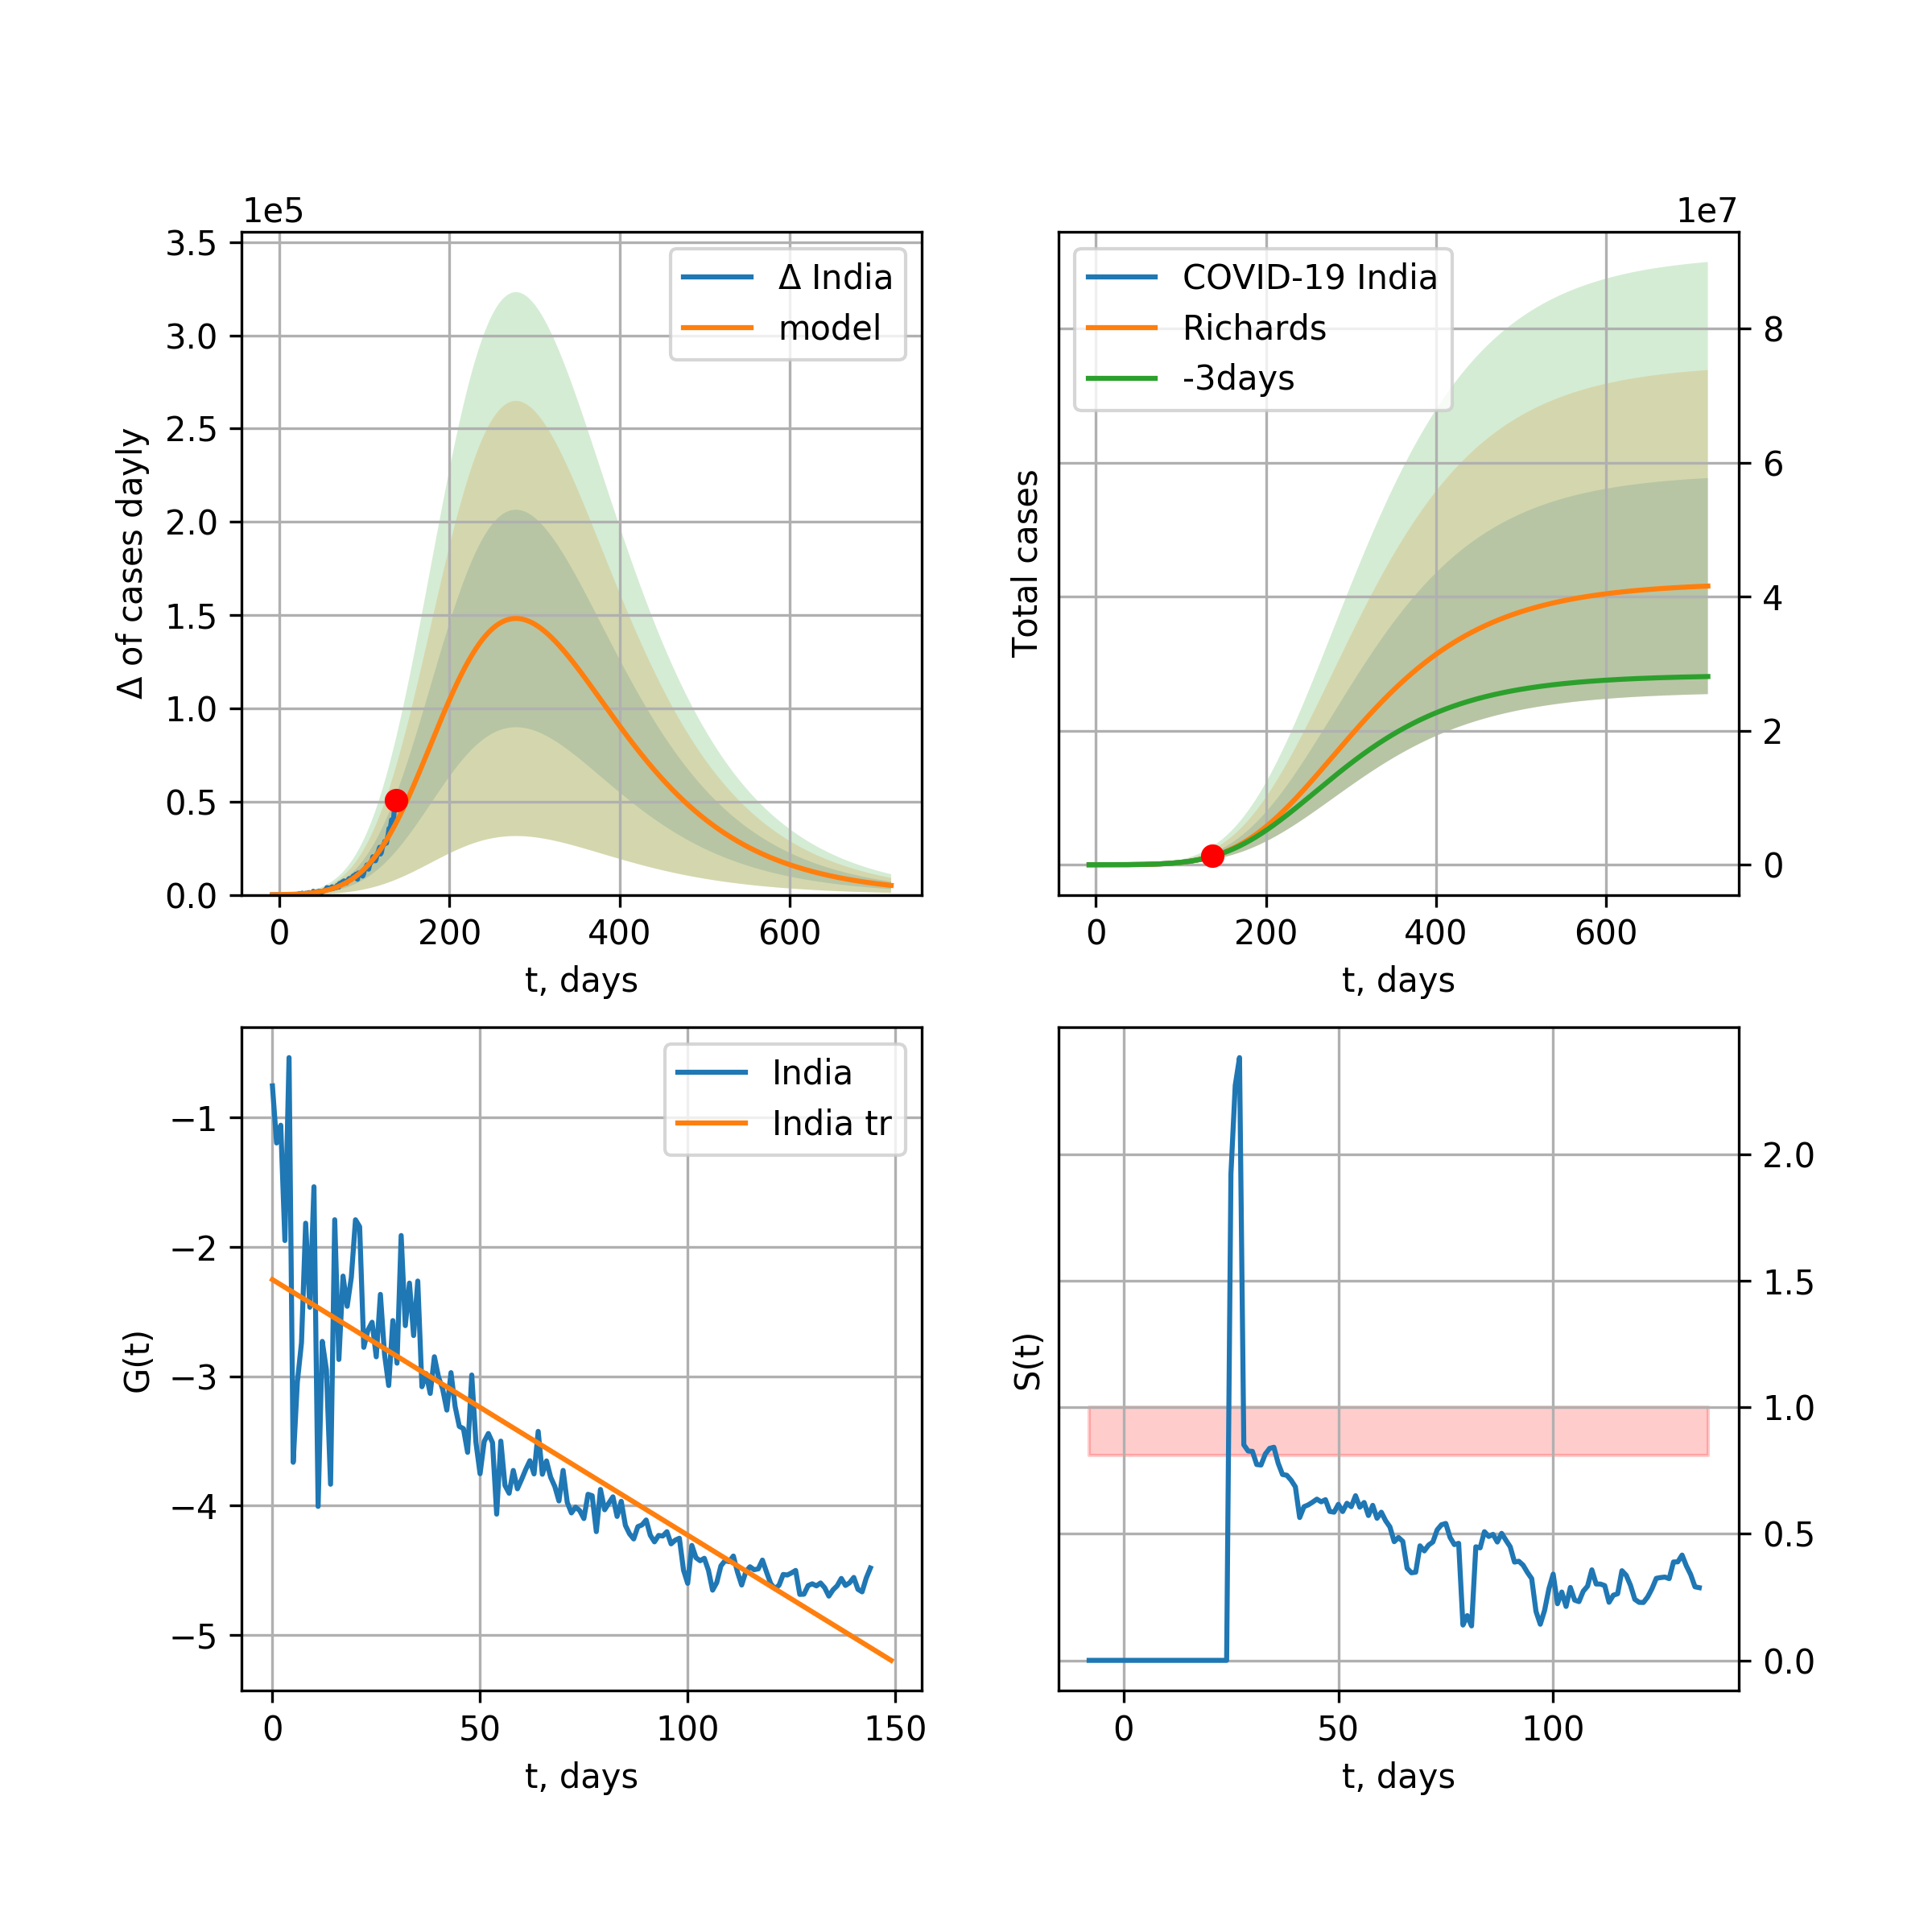 1e5
3.5
3.0
2.5
2.0
1.5
1.0
0.5
0.0
Δ of cases dayly
Δ India
model
0 200 400 600
t, days
1e7
COVID-19 India
Richards
-3days
Total cases
8
6
4
2
0
0 200 400 600
t, days
India
India tr
G(t)
−1
−2
−3
−4
−5
0 50 100 150
t, days
S(t)
2.0
1.5
1.0
0.5
0.0
0 50 100
t, days